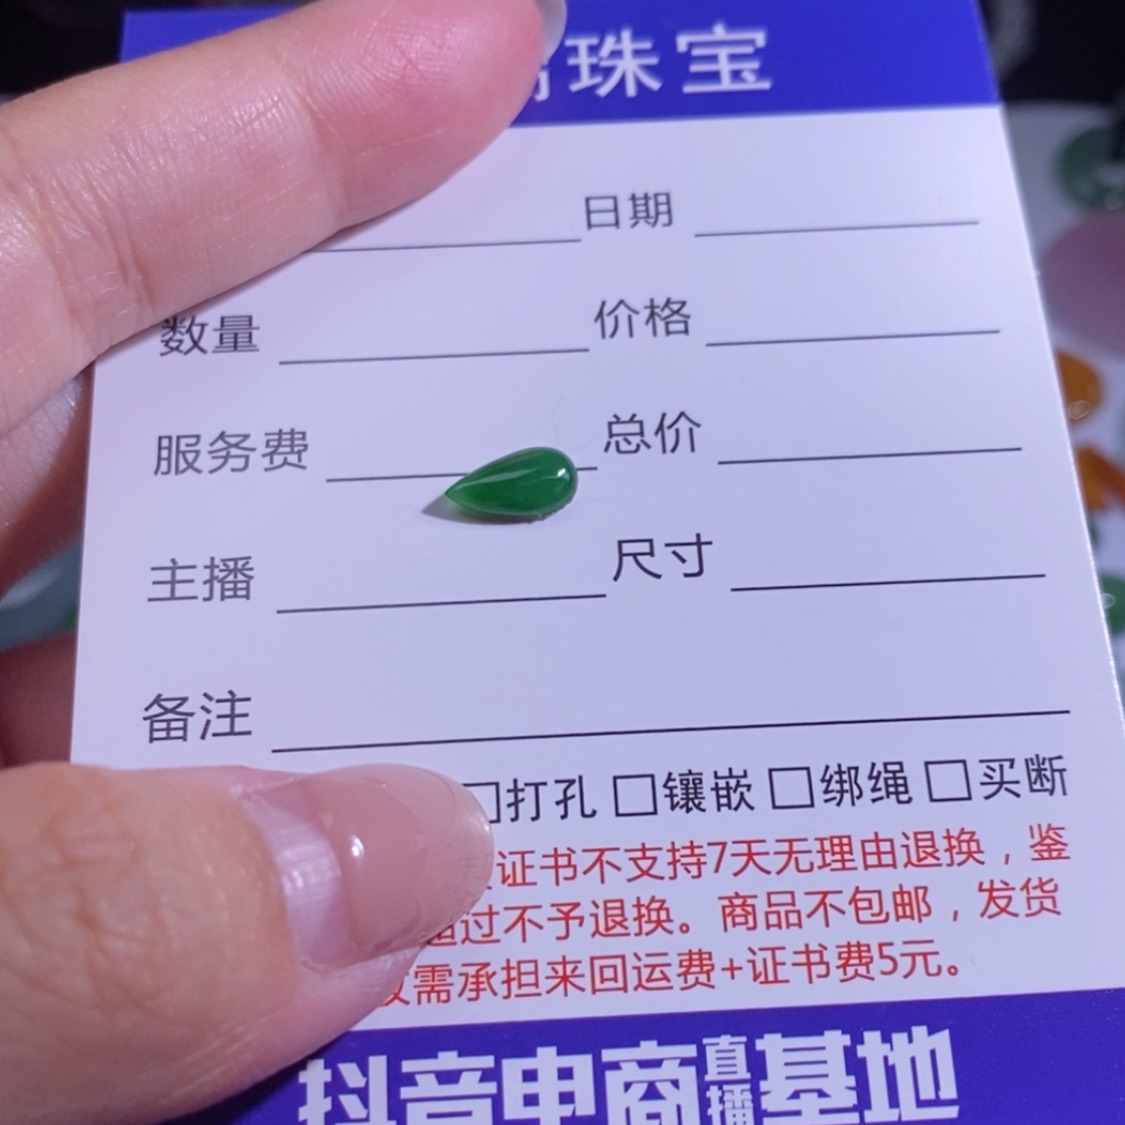 珠宝
日期
数量 价格
服务费 总价
主播 尺寸
备注
□打孔 □镶嵌 □绑绳 □买断
证书不支持7天无理由退换，鉴
过不予退换。商品不包邮，发货
需承担来回运费+证书费5元。
抖音电商直播基地